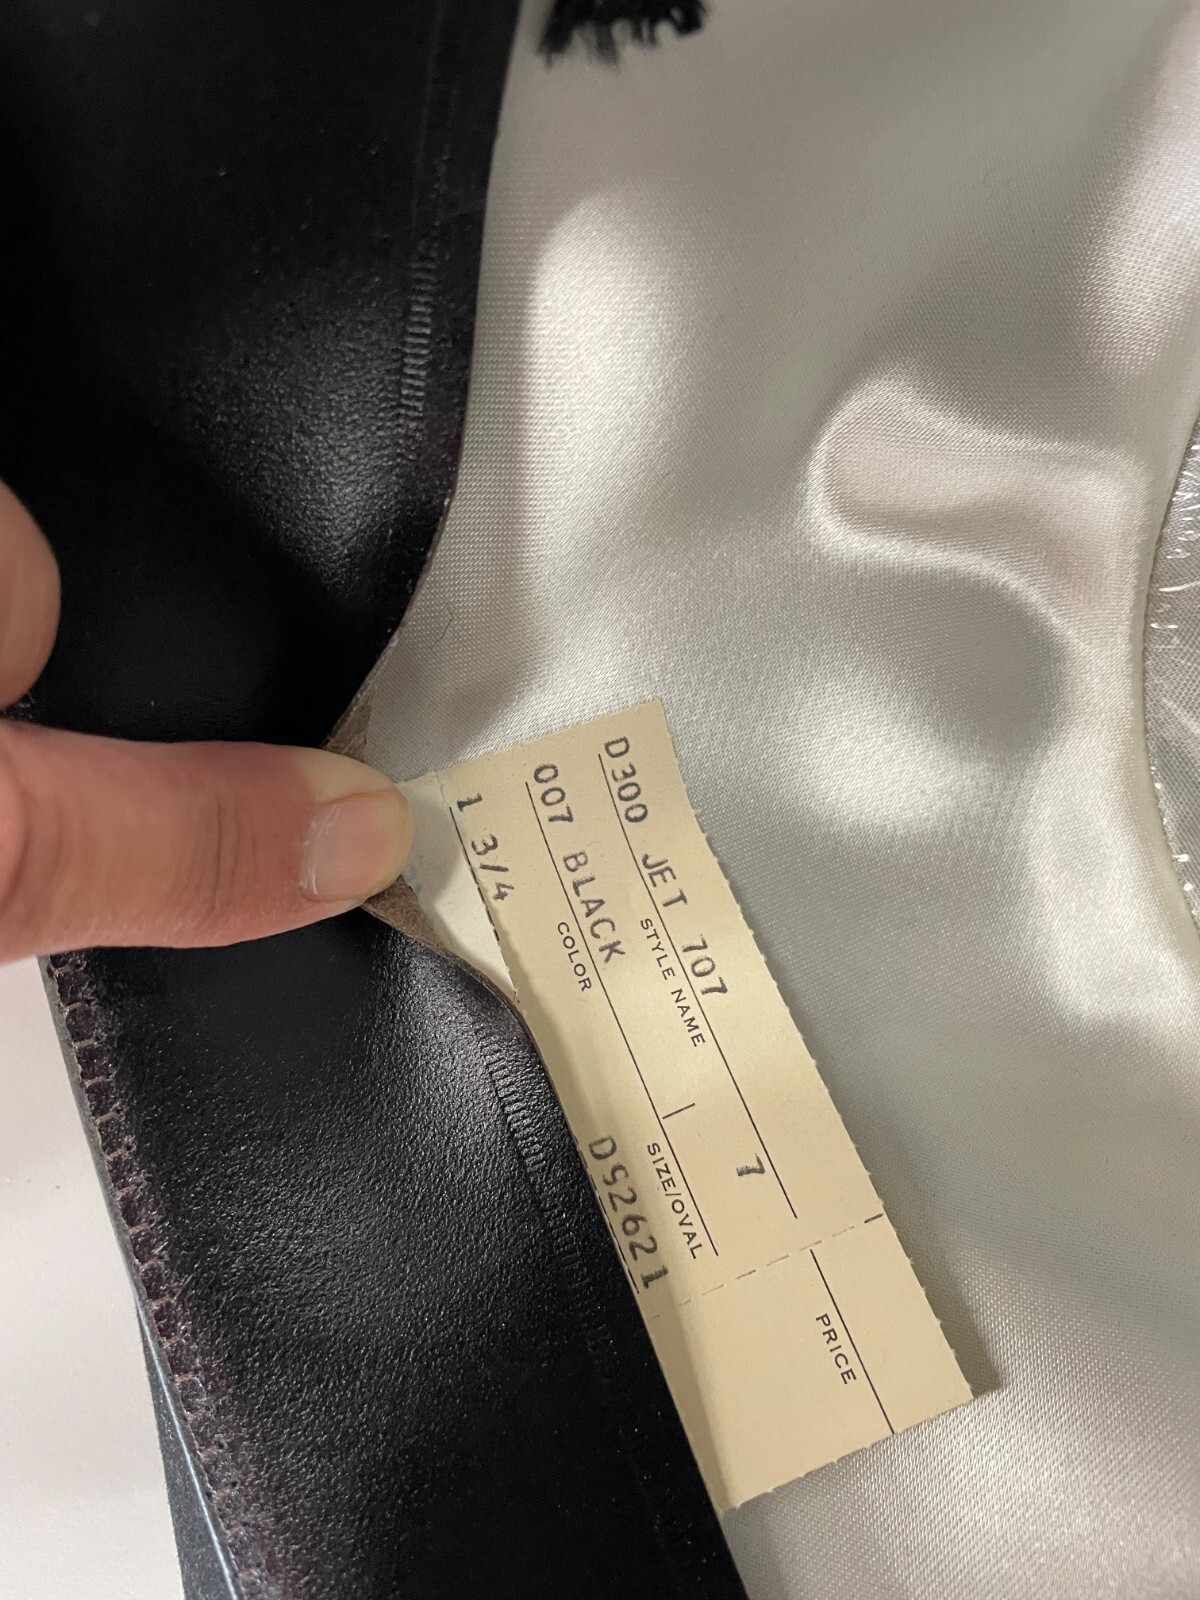 D300 JET 707 7
STYLE NAME
007 BLACK
COLOR SIZE/OVAL
1 3/4 DS2621
PRICE